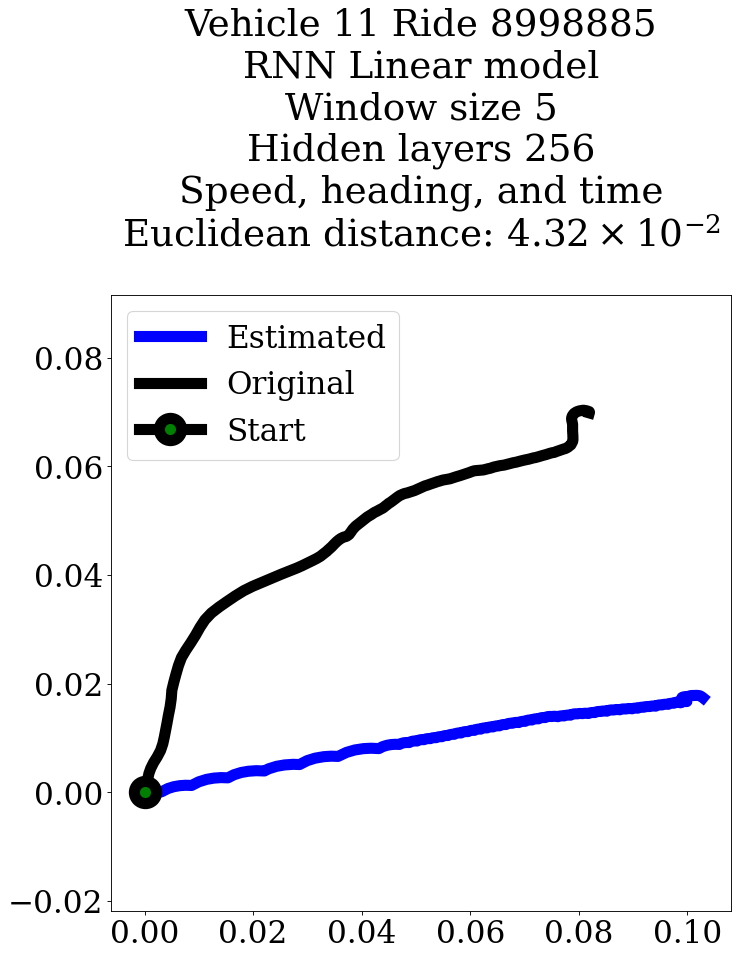 Vehicle 11 Ride 8998885
RNN Linear model
Window size 5
Hidden layers 256
Speed, heading, and time
Euclidean distance: 4.32 × 10⁻²
Estimated
Original
Start
0.08
0.06
0.04
0.02
0.00
−0.02
0.00 0.02 0.04 0.06 0.08 0.10